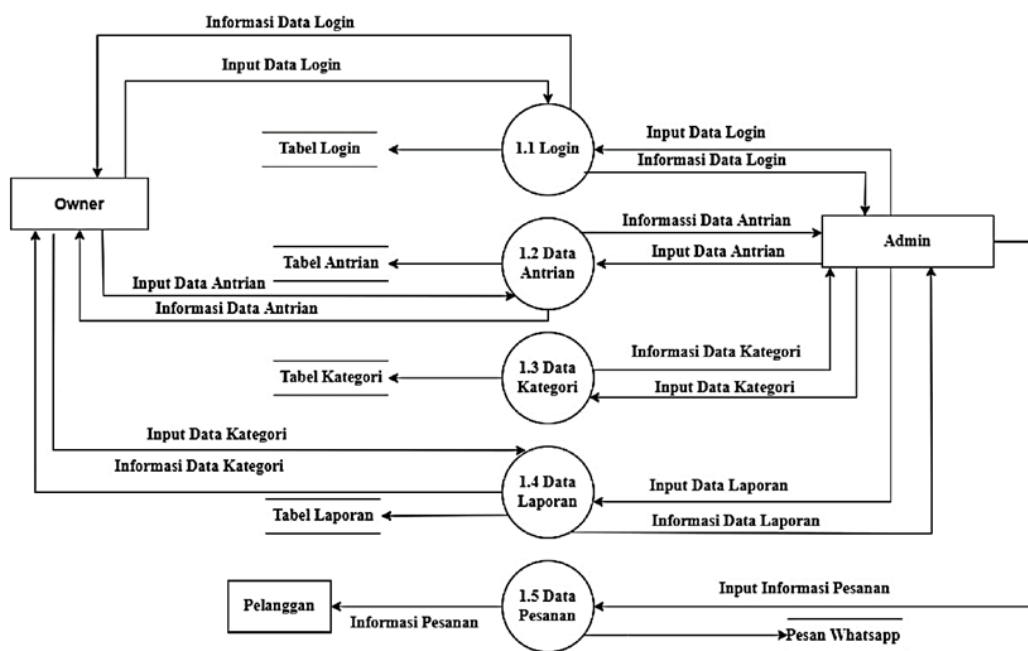 Informasi Data Login
Input Data Login
1.1 Login
Tabel Login
Input Data Login
Informasi Data Login
Owner
Admin
Informassi Data Antrian
1.2 Data
Antrian
Tabel Antrian
Input Data Antrian
Input Data Antrian
Informasi Data Antrian
Informasi Data Kategori
1.3 Data
Kategori
Tabel Kategori
Input Data Kategori
Input Data Kategori
Informasi Data Kategori
1.4 Data
Laporan
Input Data Laporan
Tabel Laporan
Informasi Data Laporan
Input Informasi Pesanan
1.5 Data
Pesanan
Pelanggan
Informasi Pesanan
Pesan Whatsapp